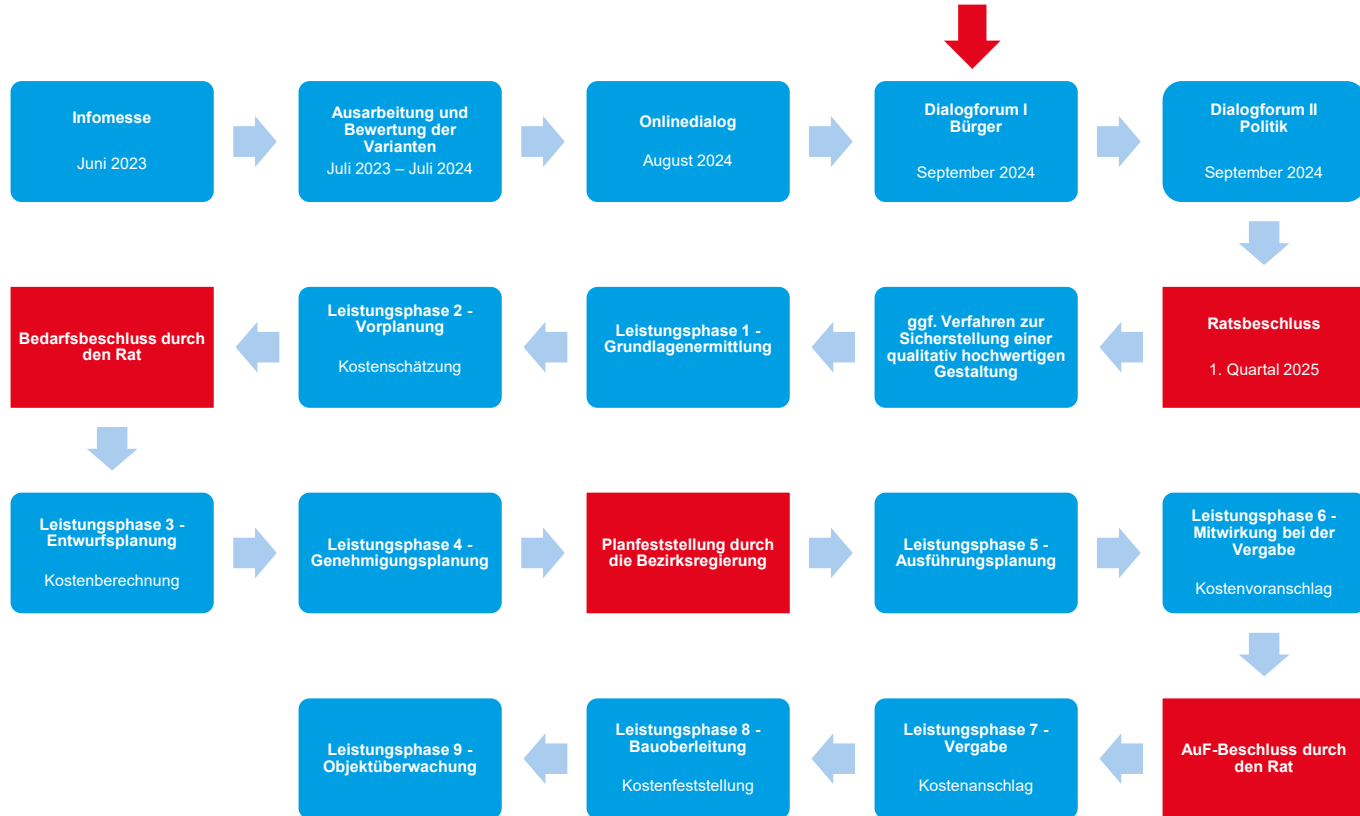 Infomesse
Juni 2023
Ausarbeitung und
Bewertung der
Varianten
Juli 2023 – Juli 2024
Onlinedialog
August 2024
Dialogforum I
Bürger
September 2024
Dialogforum II
Politik
September 2024
Ratsbeschluss
1. Quartal 2025
ggf. Verfahren zur
Sicherstellung einer
qualitativ hochwertigen
Gestaltung
Leistungsphase 1 -
Grundlagenermittlung
Leistungsphase 2 -
Vorplanung
Kostenschätzung
Bedarfsbeschluss durch
den Rat
Leistungsphase 3 -
Entwurfsplanung
Kostenberechnung
Leistungsphase 4 -
Genehmigungsplanung
Planfeststellung durch
die Bezirksregierung
Leistungsphase 5 -
Ausführungsplanung
Leistungsphase 6 -
Mitwirkung bei der
Vergabe
Kostenvoranschlag
AuF-Beschluss durch
den Rat
Leistungsphase 7 -
Vergabe
Kostenanschlag
Leistungsphase 8 -
Bauoberleitung
Kostenfeststellung
Leistungsphase 9 -
Objektüberwachung